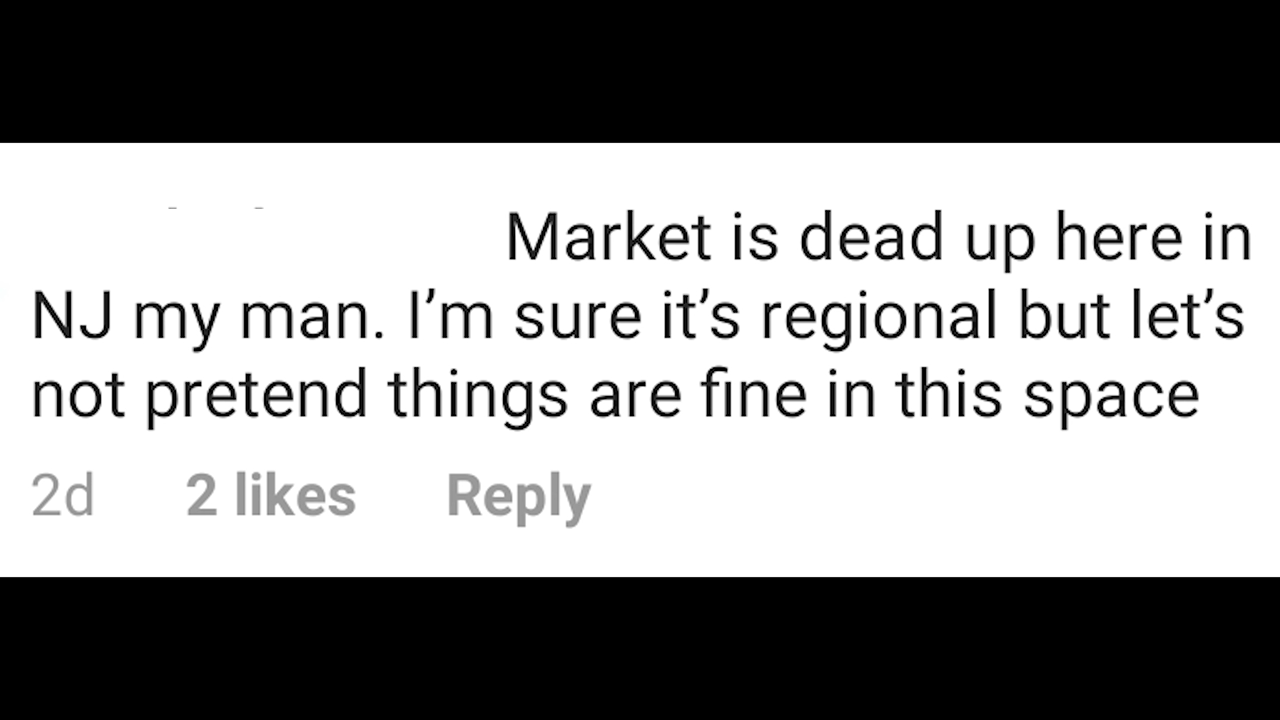 Market is dead up here in
NJ my man. I’m sure it’s regional but let’s
not pretend things are fine in this space
2d 2 likes Reply